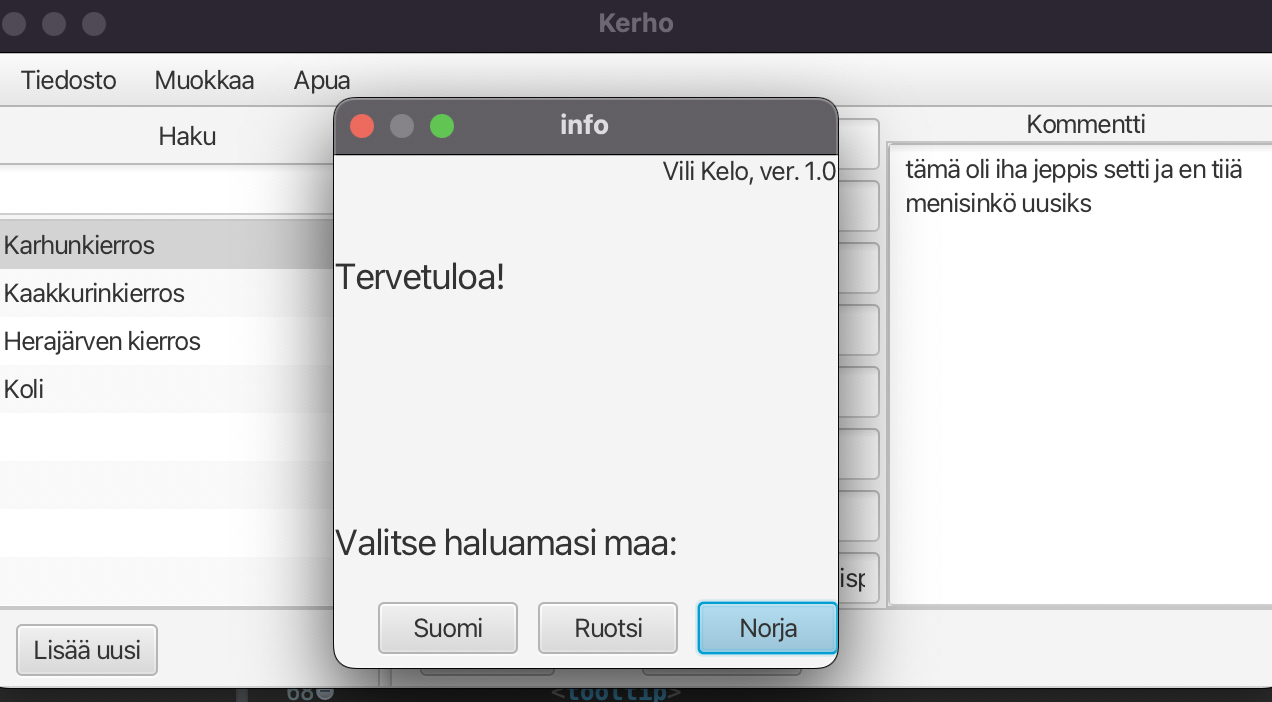 Kerho
Tiedosto Muokkaa Apua
Haku
Karhunkierros
Kaakkurinkierros
Herajärven kierros
Koli
Lisää uusi
info
Vili Kelo, ver. 1.0
Tervetuloa!
Valitse haluamasi maa:
Suomi Ruotsi Norja
Kommentti
tämä oli iha jeppis setti ja en tiiä
menisinkö uusiks
68
<tooltip>